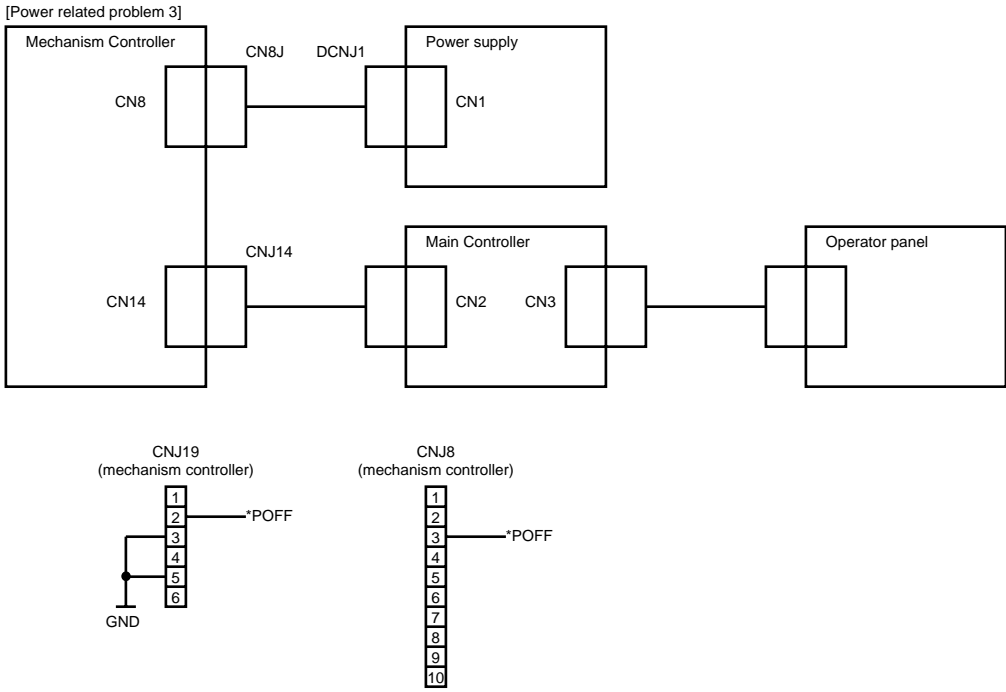 [Power related problem 3]
Mechanism Controller
CN8J
DCNJ1
Power supply
CN8
CN1
CNJ14
Main Controller
Operator panel
CN14
CN2
CN3
CNJ19
(mechanism controller)
1
2
3
4
5
6
*POFF
GND
CNJ8
(mechanism controller)
1
2
3
4
5
6
7
8
9
10
*POFF